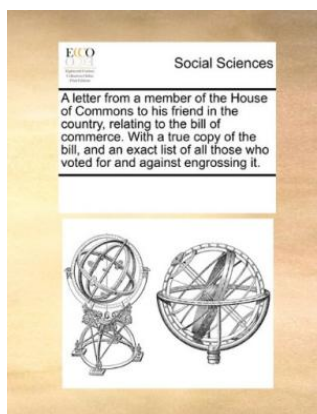 ECCO
Social Sciences
A letter from a member of the House
of Commons to his friend in the
country, relating to the bill of
commerce. With a true copy of the
bill, and an exact list of all those who
voted for and against engrossing it.